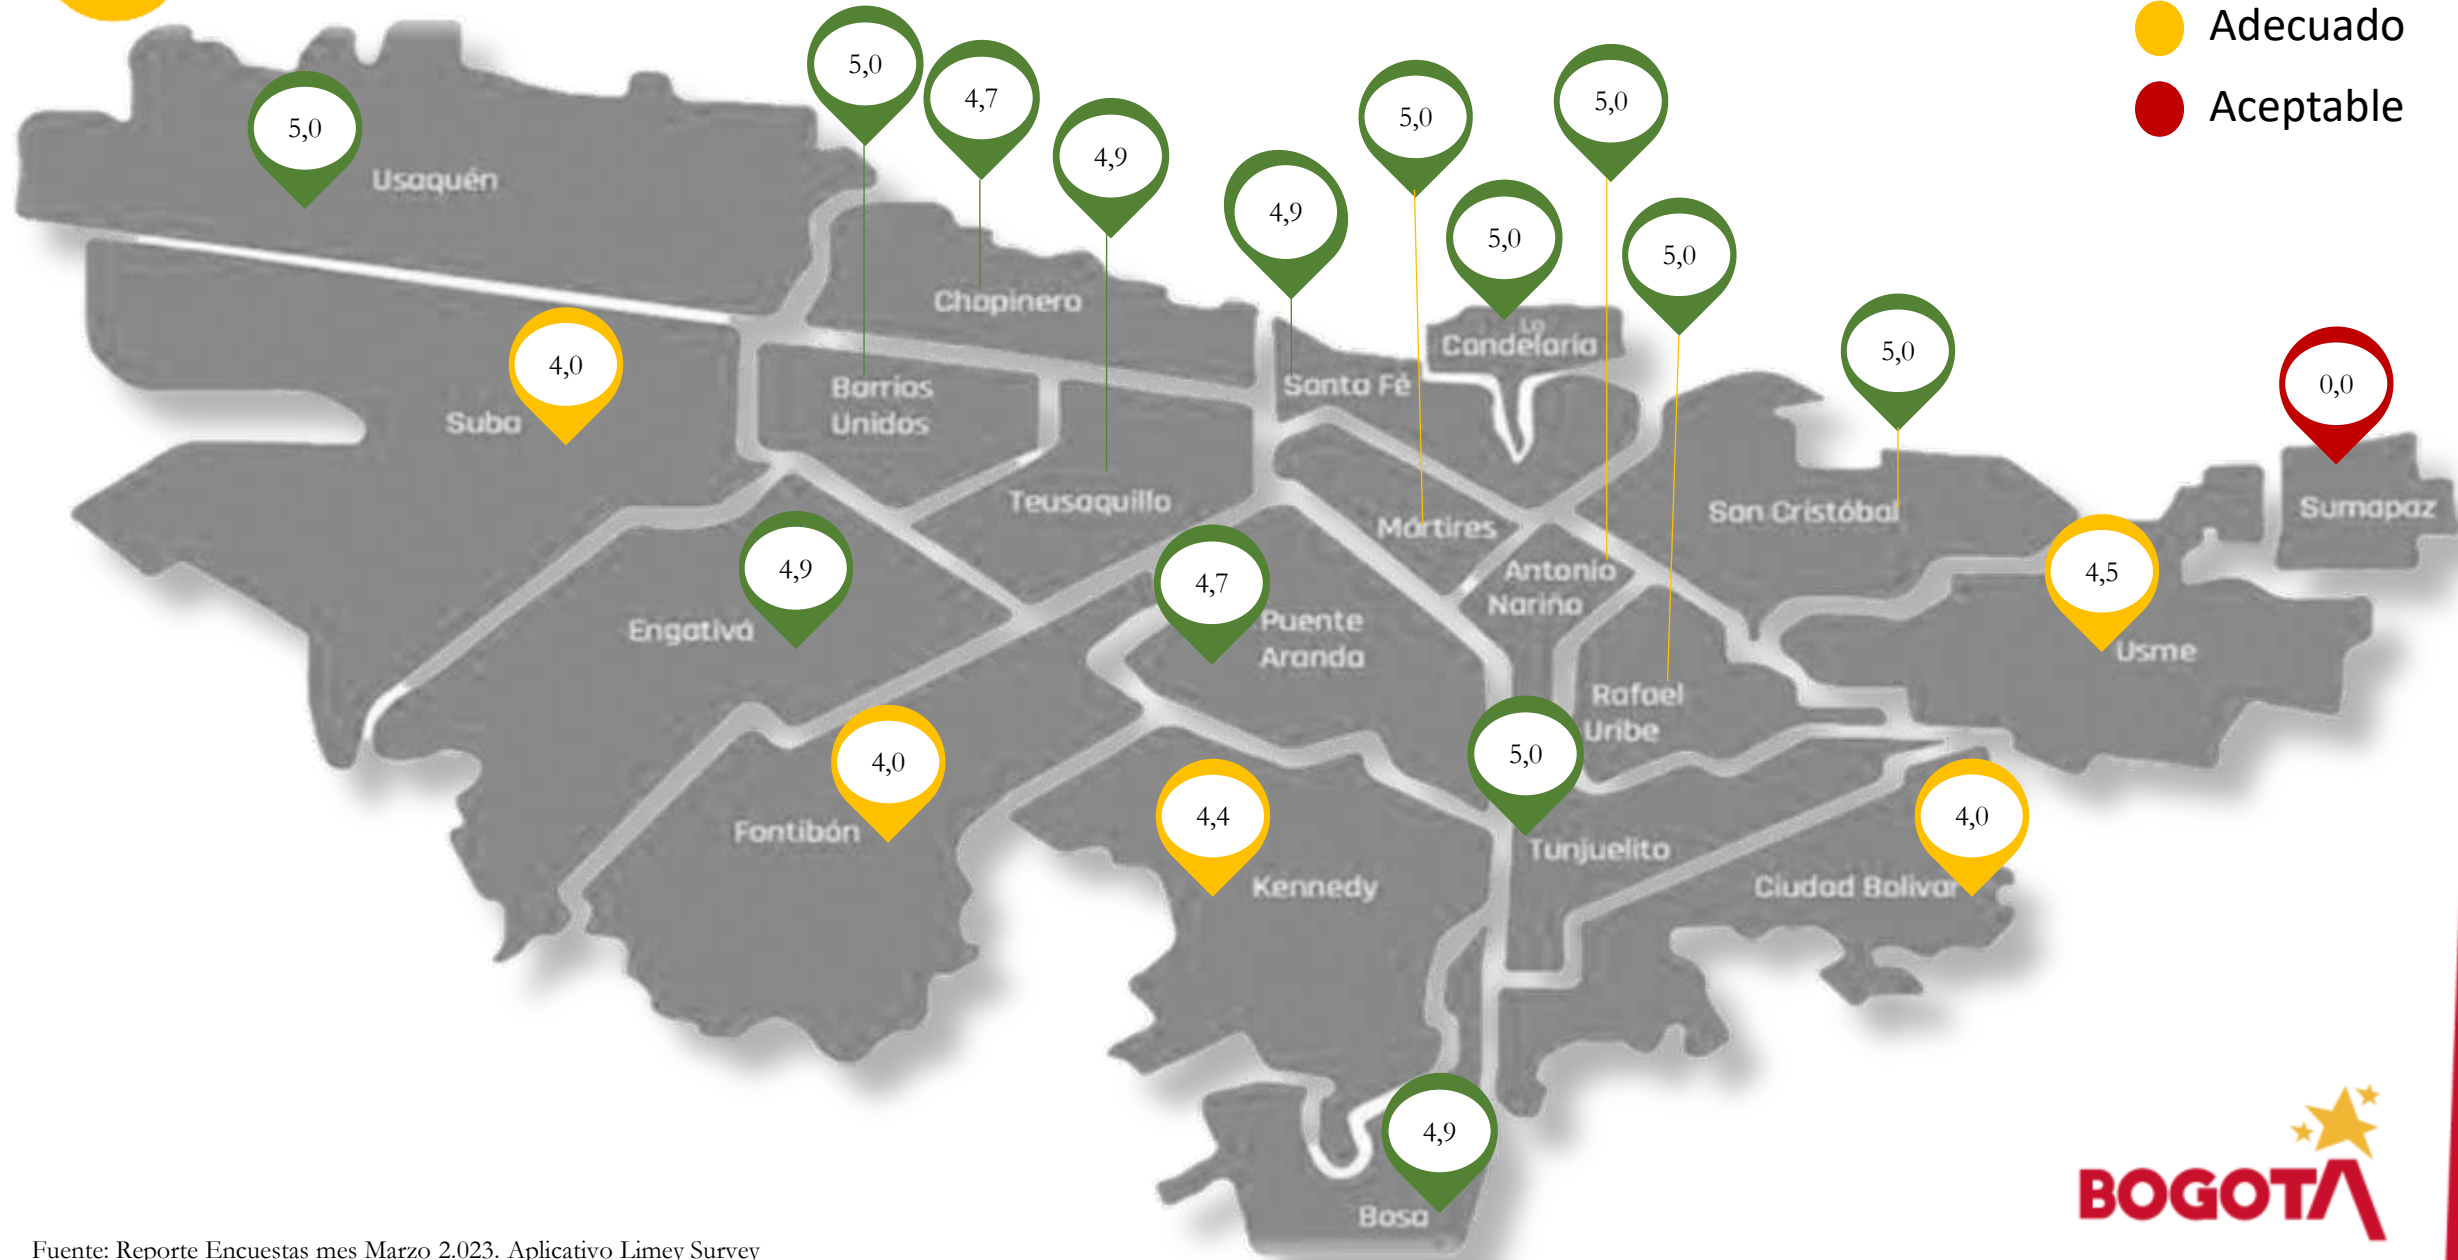 Adecuado
Aceptable
5,0
5,0
4,7
4,9
5,0
5,0
4,9
5,0
5,0
5,0
0,0
4,0
4,9
4,7
4,5
4,0
4,4
5,0
4,0
4,9
Usaquén
Chapinero
La
Candelaria
Santa Fé
Barrios
Unidos
Suba
Teusaquillo
Mártires
San Cristóbal
Sumapaz
Antonio
Nariño
Engativá
Puente
Aranda
Usme
Rafael
Uribe
Fontibón
Tunjuelito
Kennedy
Ciudad Bolívar
Bosa
BOGOTÁ
Fuente: Reporte Encuestas mes Marzo 2.023. Aplicativo Limey Survey